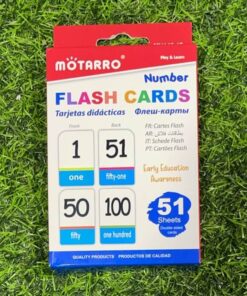 Play & Learn
MOTARRO
Number
FLASH CARDS
Tarjetas didácticas Флеш-карты
Front
Back
FR: Cartes Flash
AR: بطاقات فلاش
IT: Schede Flash
PT: Cartões Flash
1
one
51
fifty-one
Early Education
Awareness
50
fifty
100
one hundred
51
Sheets
Double sided
cards
QUALITY PRODUCTS PRODUCTOS DE CALIDAD